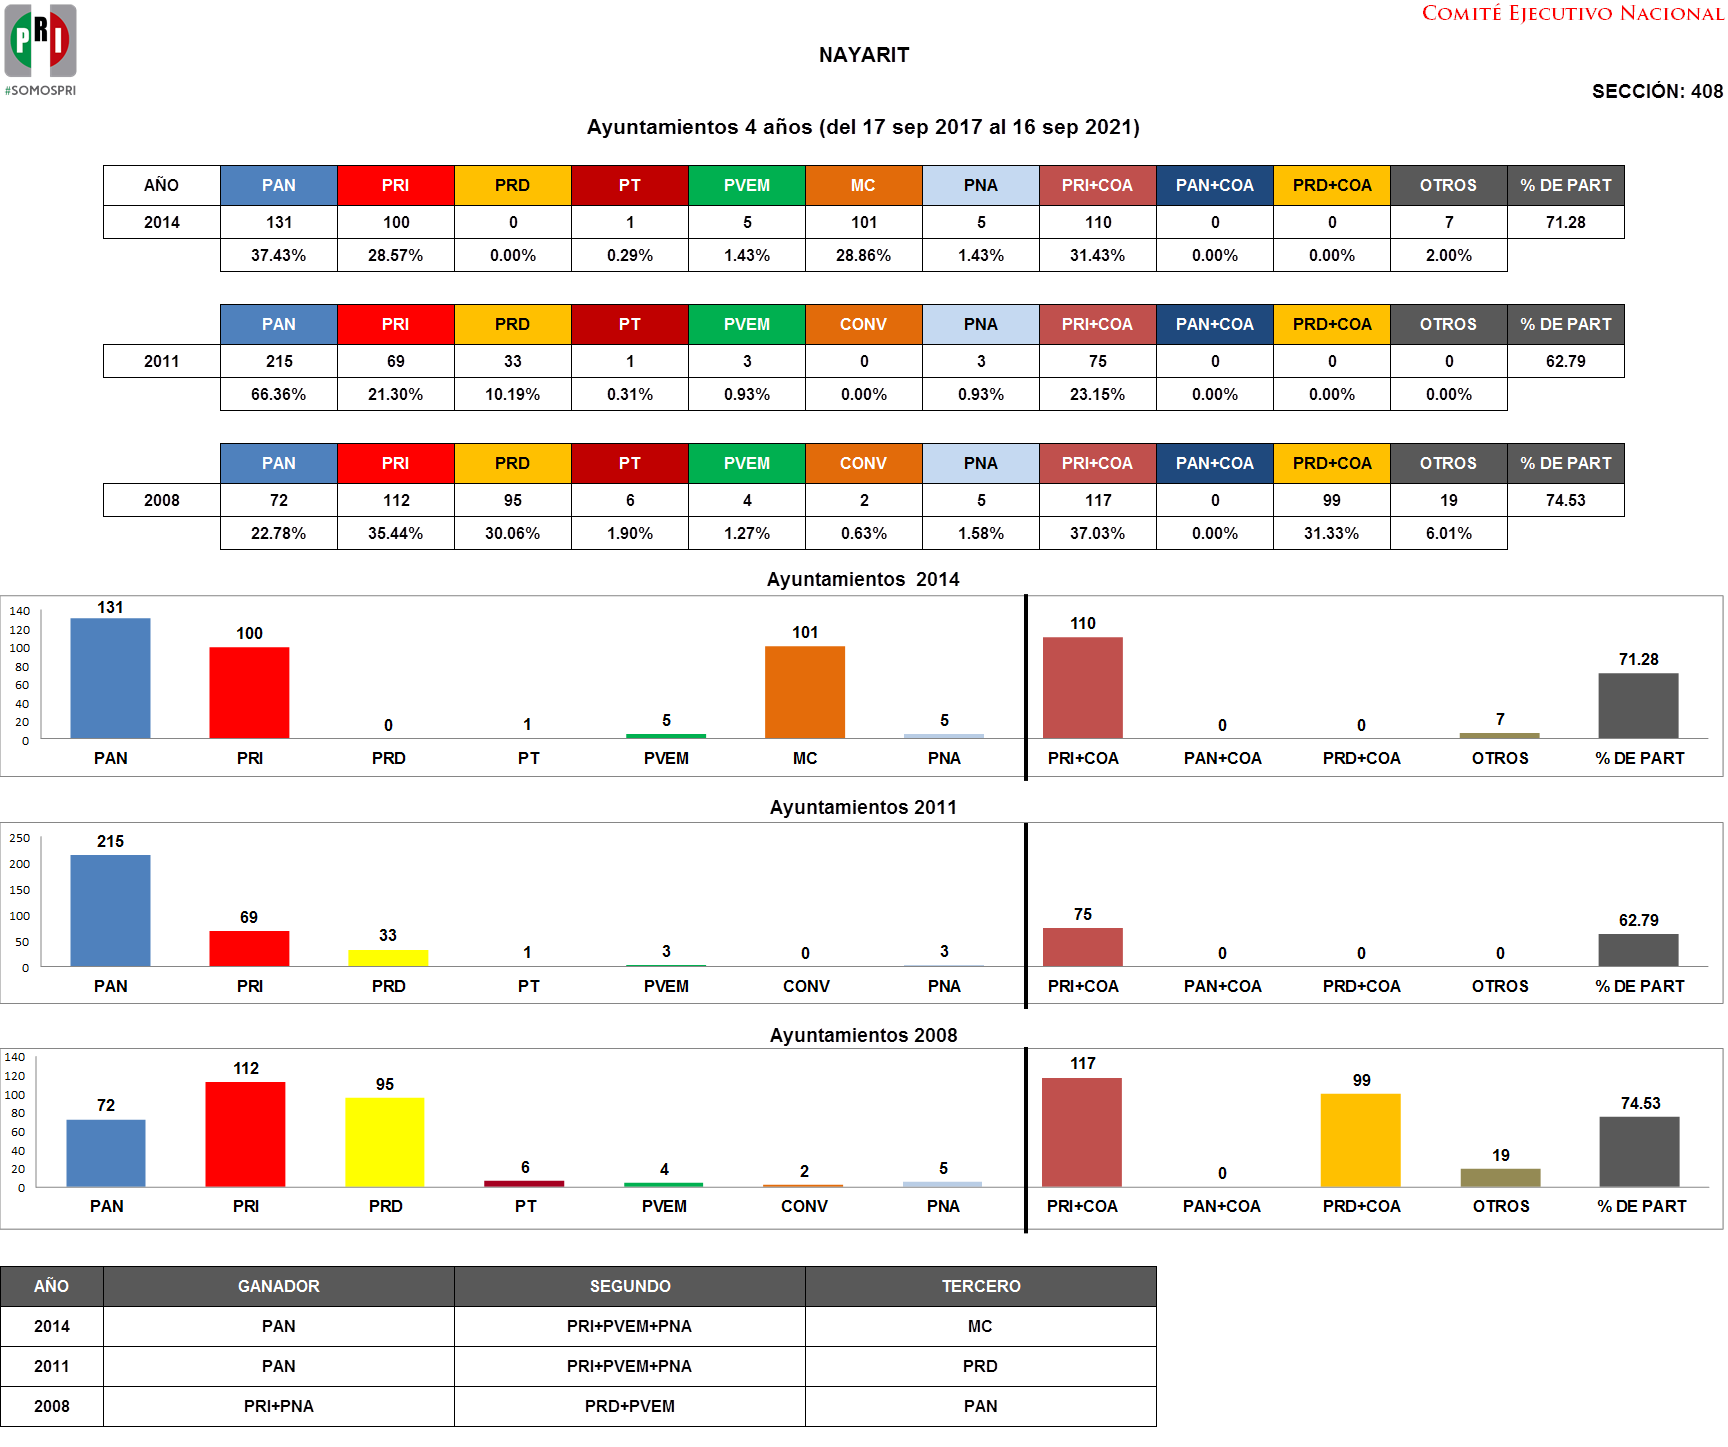 PRI
#SOMOSPRI
COMITÉ EJECUTIVO NACIONAL
NAYARIT
SECCIÓN: 408
Ayuntamientos 4 años (del 17 sep 2017 al 16 sep 2021)
AÑO PAN PRI PRD PT PVEM MC PNA PRI+COA PAN+COA PRD+COA OTROS % DE PART
2014 131 100 0 1 5 101 5 110 0 0 7 71.28
37.43% 28.57% 0.00% 0.29% 1.43% 28.86% 1.43% 31.43% 0.00% 0.00% 2.00%
PAN PRI PRD PT PVEM CONV PNA PRI+COA PAN+COA PRD+COA OTROS % DE PART
2011 215 69 33 1 3 0 3 75 0 0 0 62.79
66.36% 21.30% 10.19% 0.31% 0.93% 0.00% 0.93% 23.15% 0.00% 0.00% 0.00%
PAN PRI PRD PT PVEM CONV PNA PRI+COA PAN+COA PRD+COA OTROS % DE PART
2008 72 112 95 6 4 2 5 117 0 99 19 74.53
22.78% 35.44% 30.06% 1.90% 1.27% 0.63% 1.58% 37.03% 0.00% 31.33% 6.01%
Ayuntamientos 2014
140
120
100
80
60
40
20
0
131 100 0 1 5 101 5 110 0 0 7 71.28
PAN PRI PRD PT PVEM MC PNA PRI+COA PAN+COA PRD+COA OTROS % DE PART
Ayuntamientos 2011
250
200
150
100
50
0
215 69 33 1 3 0 3 75 0 0 0 62.79
PAN PRI PRD PT PVEM CONV PNA PRI+COA PAN+COA PRD+COA OTROS % DE PART
Ayuntamientos 2008
140
120
100
80
60
40
20
0
72 112 95 6 4 2 5 117 0 99 19 74.53
PAN PRI PRD PT PVEM CONV PNA PRI+COA PAN+COA PRD+COA OTROS % DE PART
AÑO GANADOR SEGUNDO TERCERO
2014 PAN PRI+PVEM+PNA MC
2011 PAN PRI+PVEM+PNA PRD
2008 PRI+PNA PRD+PVEM PAN